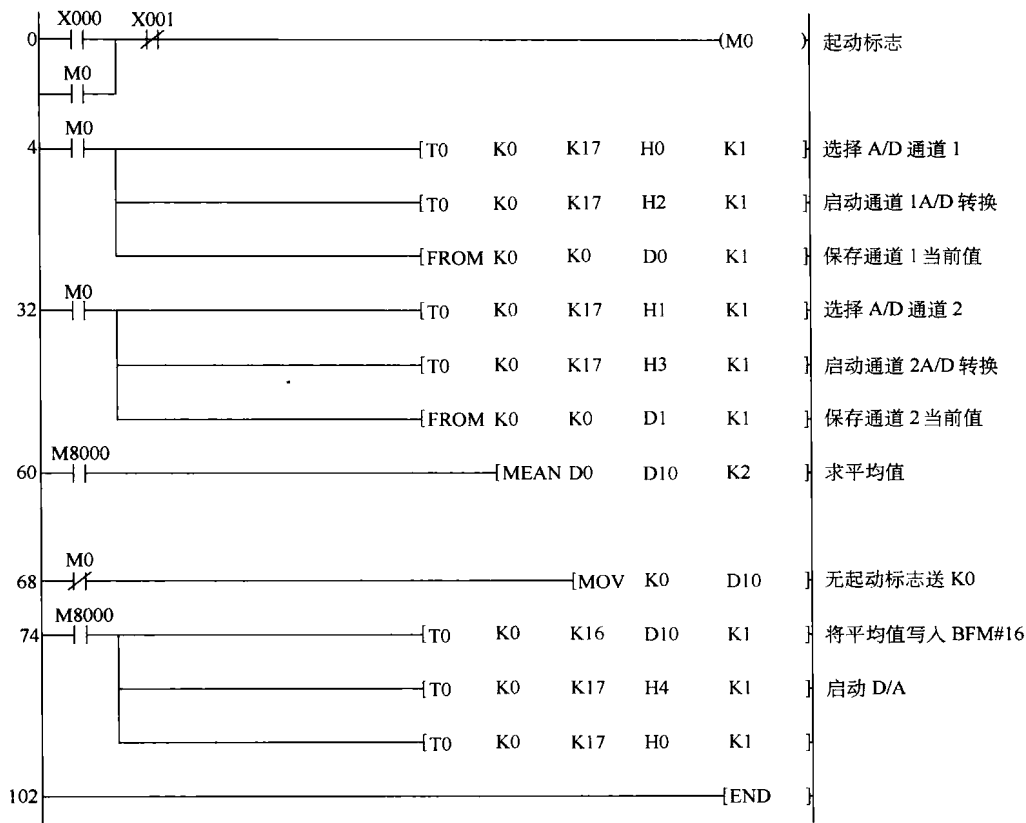 X000 X001
0 (M0 ) 起动标志
M0
M0
4 [T0 K0 K17 H0 K1 ] 选择 A/D 通道 1
[T0 K0 K17 H2 K1 ] 启动通道 1A/D 转换
[FROM K0 K0 D0 K1 ] 保存通道 1 当前值
M0
32 [T0 K0 K17 H1 K1 ] 选择 A/D 通道 2
[T0 K0 K17 H3 K1 ] 启动通道 2A/D 转换
[FROM K0 K0 D1 K1 ] 保存通道 2 当前值
M8000
60 [MEAN D0 D10 K2 ] 求平均值
M0
68 [MOV K0 D10 ] 无起动标志送 K0
M8000
74 [T0 K0 K16 D10 K1 ] 将平均值写入 BFM#16
[T0 K0 K17 H4 K1 ] 启动 D/A
[T0 K0 K17 H0 K1 ]
102 [END ]